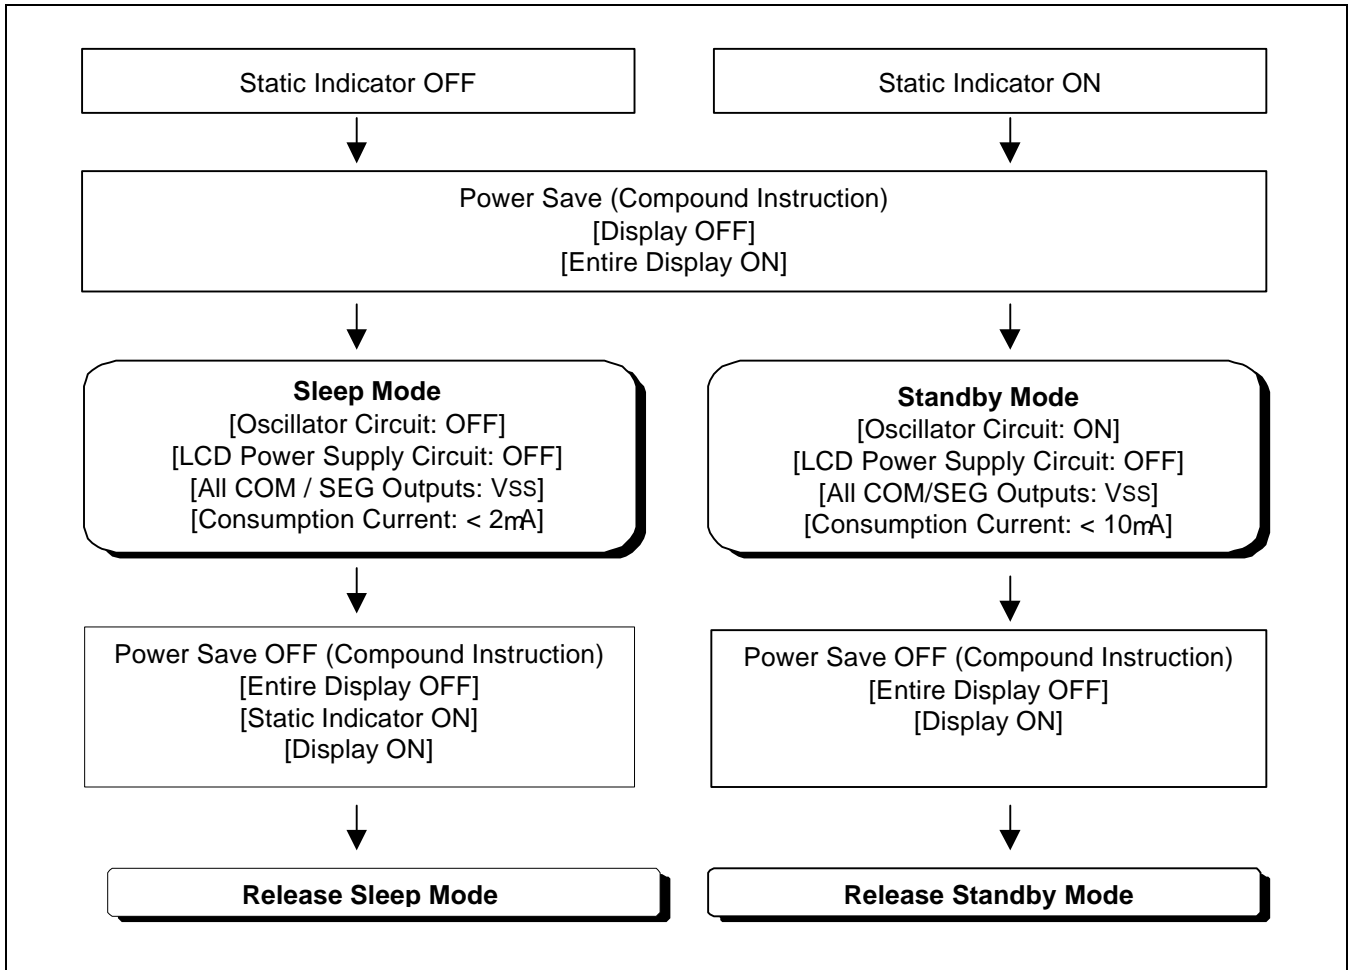 Static Indicator OFF
Static Indicator ON
Power Save (Compound Instruction)
[Display OFF]
[Entire Display ON]
Sleep Mode
[Oscillator Circuit: OFF]
[LCD Power Supply Circuit: OFF]
[All COM / SEG Outputs: VSS]
[Consumption Current: < 2mA]
Standby Mode
[Oscillator Circuit: ON]
[LCD Power Supply Circuit: OFF]
[All COM/SEG Outputs: VSS]
[Consumption Current: < 10mA]
Power Save OFF (Compound Instruction)
[Entire Display OFF]
[Static Indicator ON]
[Display ON]
Power Save OFF (Compound Instruction)
[Entire Display OFF]
[Display ON]
Release Sleep Mode
Release Standby Mode